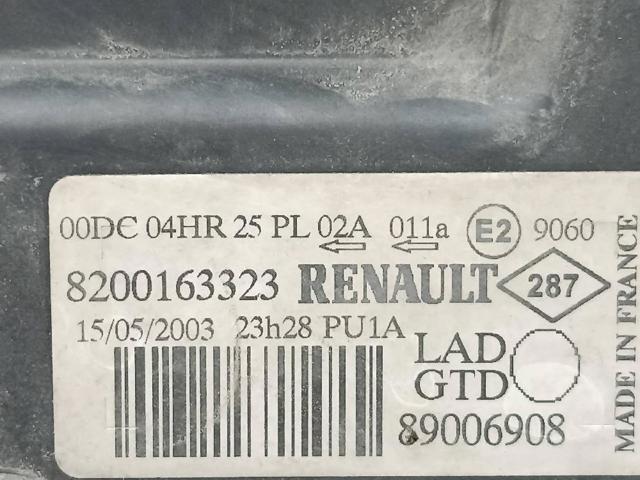 00DC 04HR 25 PL 02A 011a E2 9060
8200163323 RENAULT 287
15/05/2003 23h28 PU1A
LAD
GTD
89006908
MADE IN FRANCE